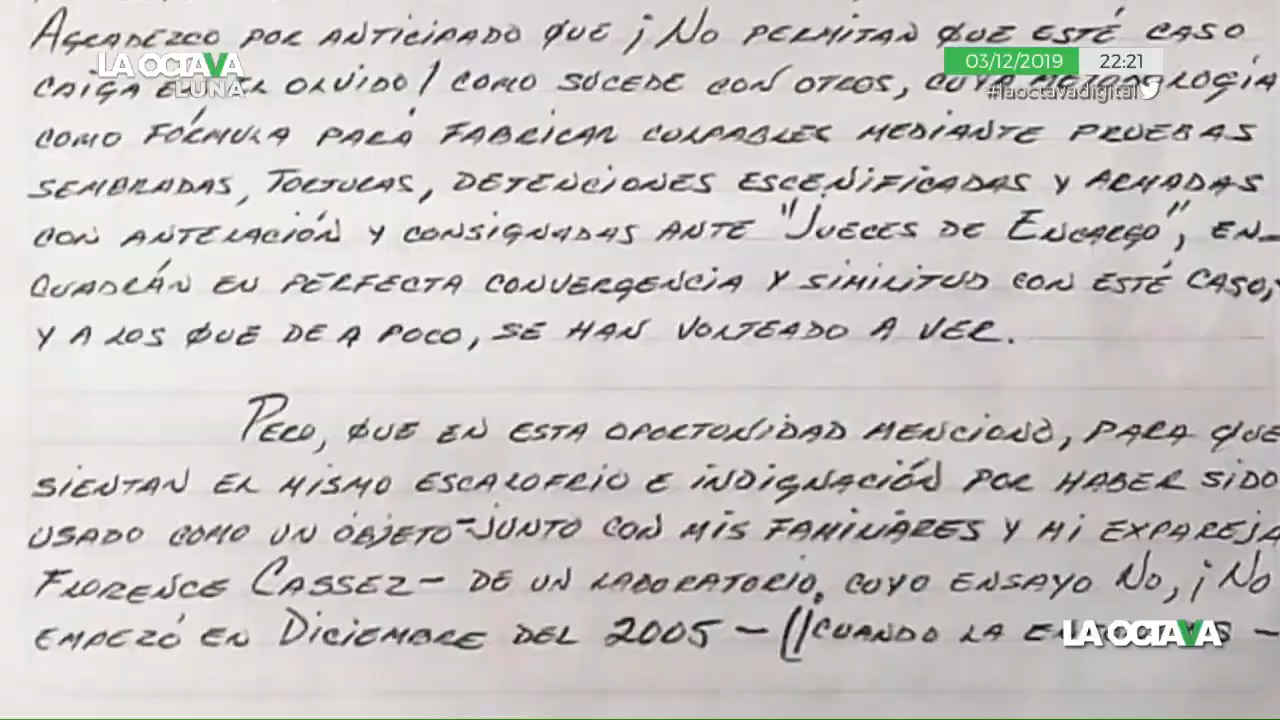 AGRADEZCO POR ANTICIPADO QUE ¡NO PERMITAN QUE ESTÉ CASO
03/12/2019 22:21
LA OCTAVA
LUNA
CAÍGA EN EL OLVIDO! COMO SUCEDE CON OTROS, CUYA METODOLOGÍA
#laoctavadigital
COMO FÓRMULA PARÁ FABRICAR CULPABLES MEDIANTE PRUEBAS
SEMBRADAS, TORTURAS, DETENCIONES ESCENIFICADAS Y ARMADAS
CON ANTELACIÓN Y CONSIGNADAS ANTE "JUECES DE ENCARGO", EN-
CUADRÁN EN PERFECTA CONVERGENCIA Y SIMILITUD CON ESTÉ CASO,
Y A LOS QUE DE A POCO, SE HAN VOLTEADO A VER.
PERO, QUE EN ESTA OPORTUNIDAD MENCIONO, PARA QUE
SIENTAN EL MISMO ESCALOFRIO E INDIGNACIÓN POR HABER SIDO
USADO COMO UN OBJETO -JUNTO CON MIS FAMILIARES Y MI EXPAREJA
FLORENCE CASSEZ- DE UN LABORATORIO, CUYO ENSAYO NO, ¡NO
EMPEZÓ EN DICIEMBRE DEL 2005 - (¡CUANDO LA -
LA OCTAVA